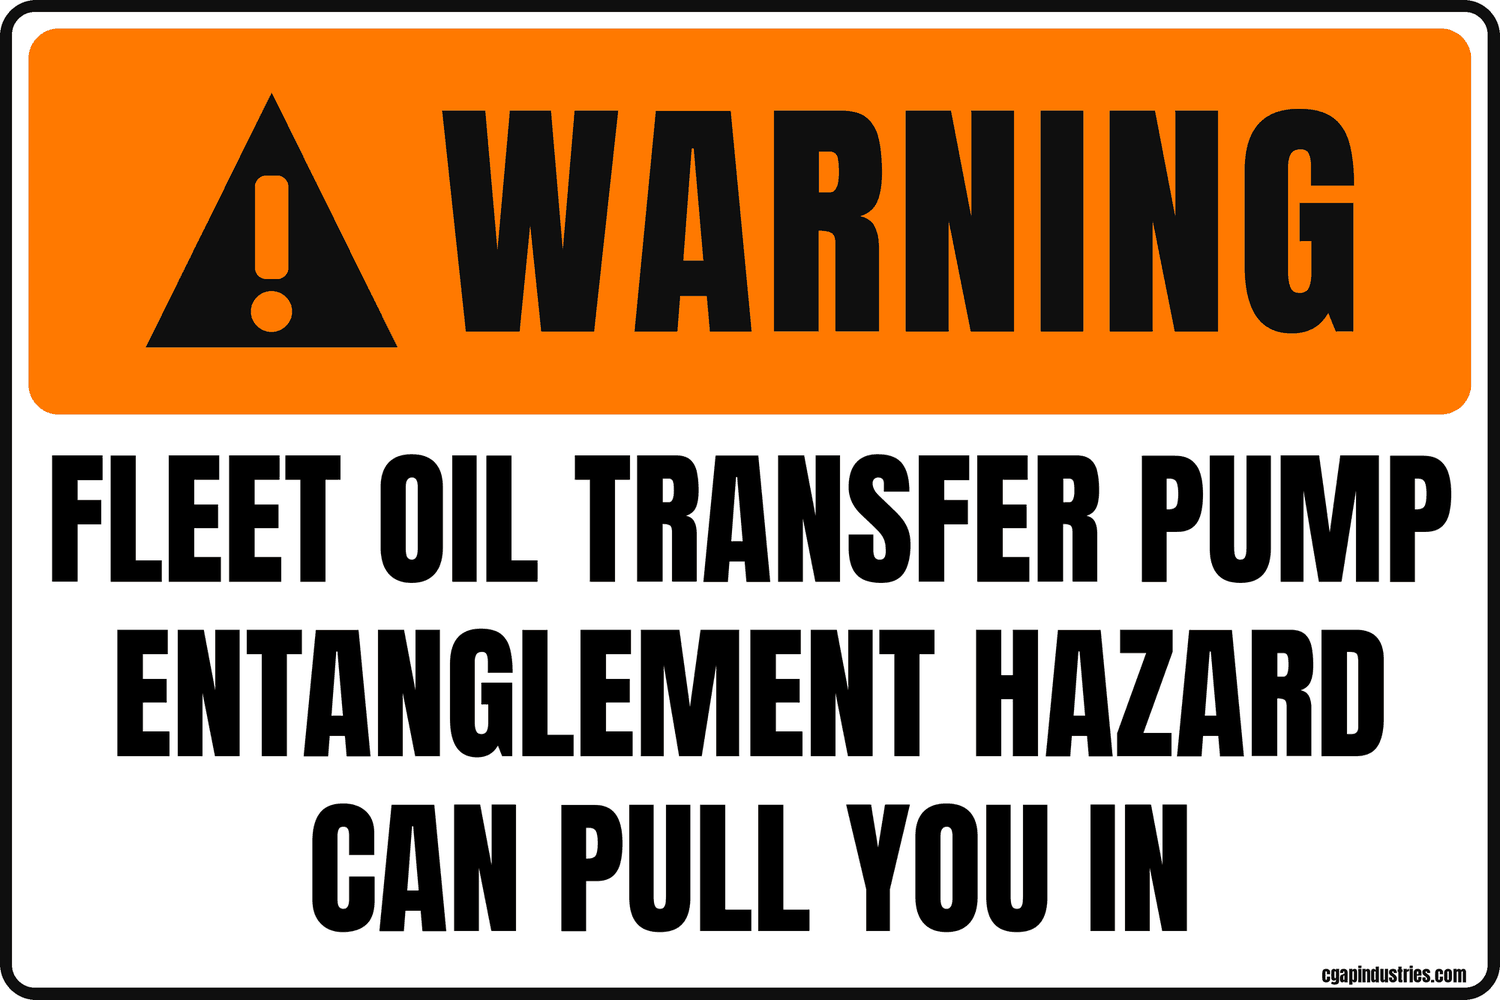 WARNING
FLEET OIL TRANSFER PUMP
ENTANGLEMENT HAZARD
CAN PULL YOU IN
cgapindustries.com